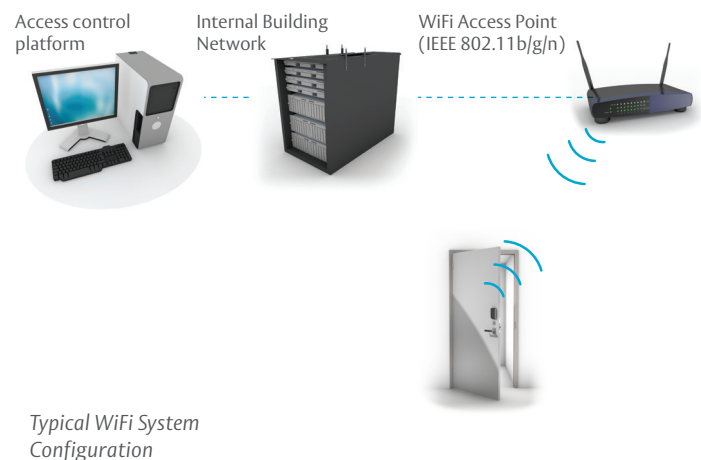 Access control
platform
Internal Building
Network
WiFi Access Point
(IEEE 802.11b/g/n)
Typical WiFi System
Configuration